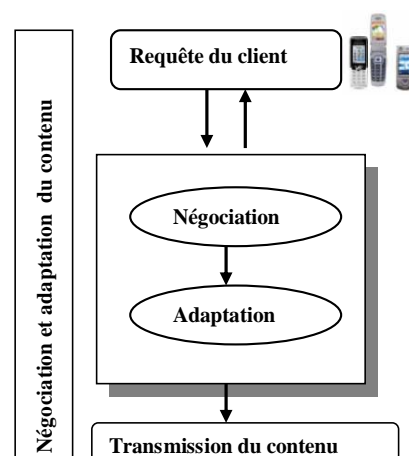 Négociation et adaptation du contenu
Requête du client
Négociation
Adaptation
Transmission du contenu